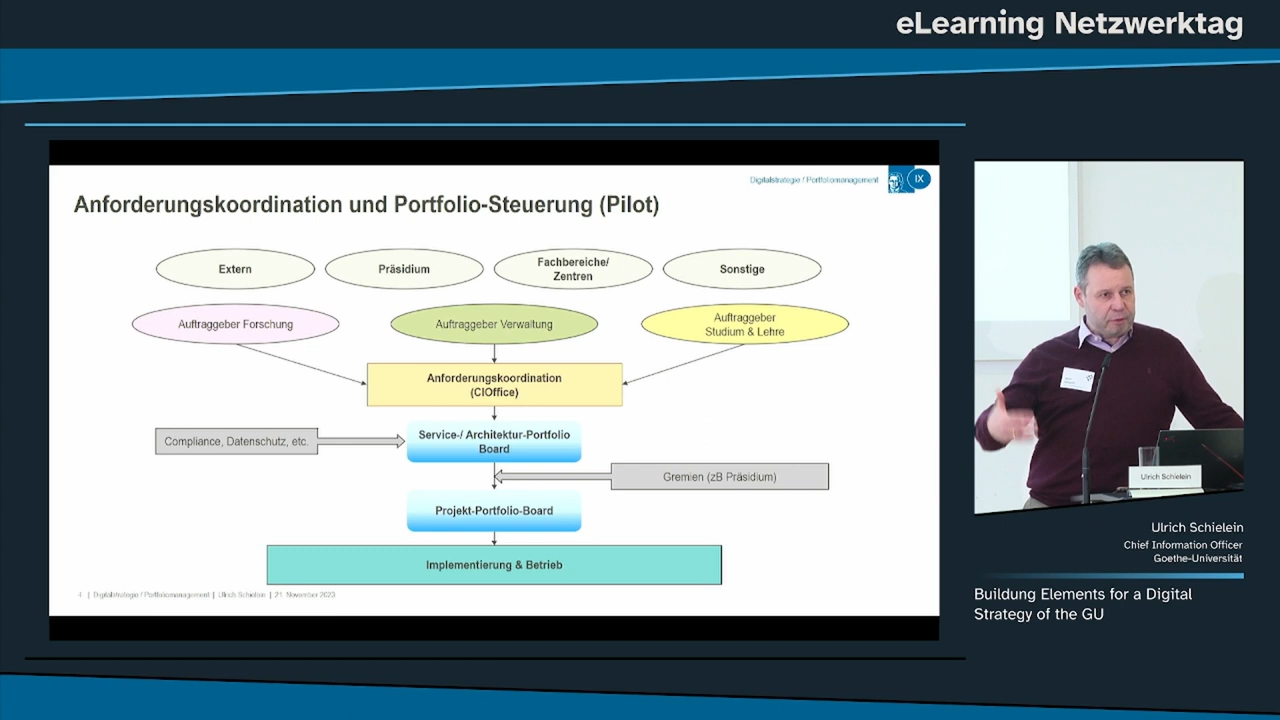 eLearning Netzwerktag
Digitalstrategie / Portfoliomanagement
IX
Anforderungskoordination und Portfolio-Steuerung (Pilot)
Extern
Präsidium
Fachbereiche/
Zentren
Sonstige
Auftraggeber Forschung
Auftraggeber Verwaltung
Auftraggeber
Studium & Lehre
Anforderungskoordination
(CIOffice)
Compliance, Datenschutz, etc.
Service-/ Architektur-Portfolio
Board
Gremien (zB Präsidium)
Projekt-Portfolio-Board
Implementierung & Betrieb
4 | Digitalstrategie / Portfoliomanagement | Ulrich Schielein | 21. November 2023
Ulrich Schielein
Ulrich Schielein
Chief Information Officer
Goethe-Universität
Buildung Elements for a Digital
Strategy of the GU